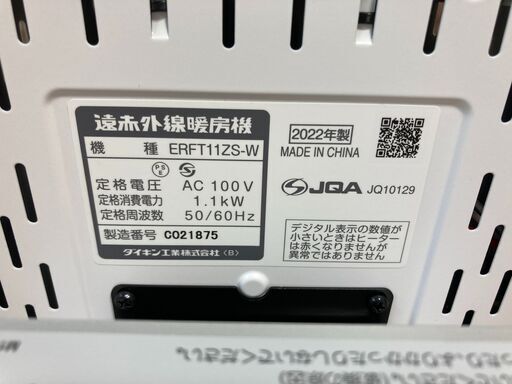 遠赤外線暖房機
機 種 ERFT11ZS-W
PS E
定格電圧 AC 100V
定格消費電力 1.1kW
定格周波数 50/60Hz
製造番号 C021875
ダイキン工業株式会社〈B〉
2022年製
MADE IN CHINA
JQA JQ10129
デジタル表示の数値が
小さいときはヒーター
は赤くなりませんが
異常ではありません